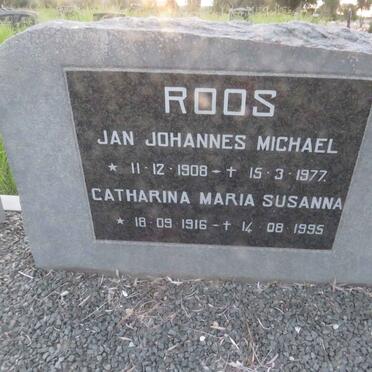 ROOS
JAN JOHANNES MICHAEL
* 11·12·1908 - † 15·3·1977.
CATHARINA MARIA SUSANNA
* 18·09·1916 - † 14·08·1995